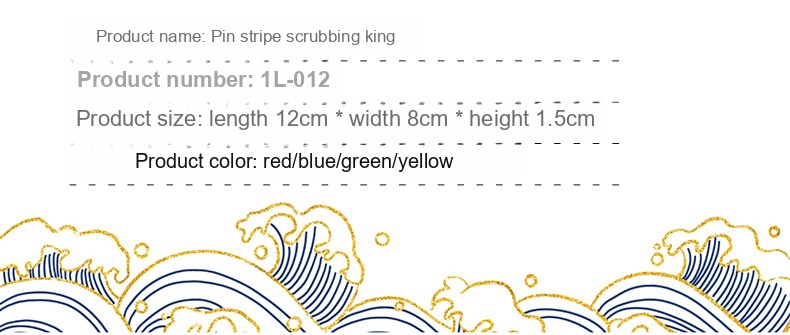 Product name: Pin stripe scrubbing king
Product number: 1L-012
Product size: length 12cm * width 8cm * height 1.5cm
Product color: red/blue/green/yellow